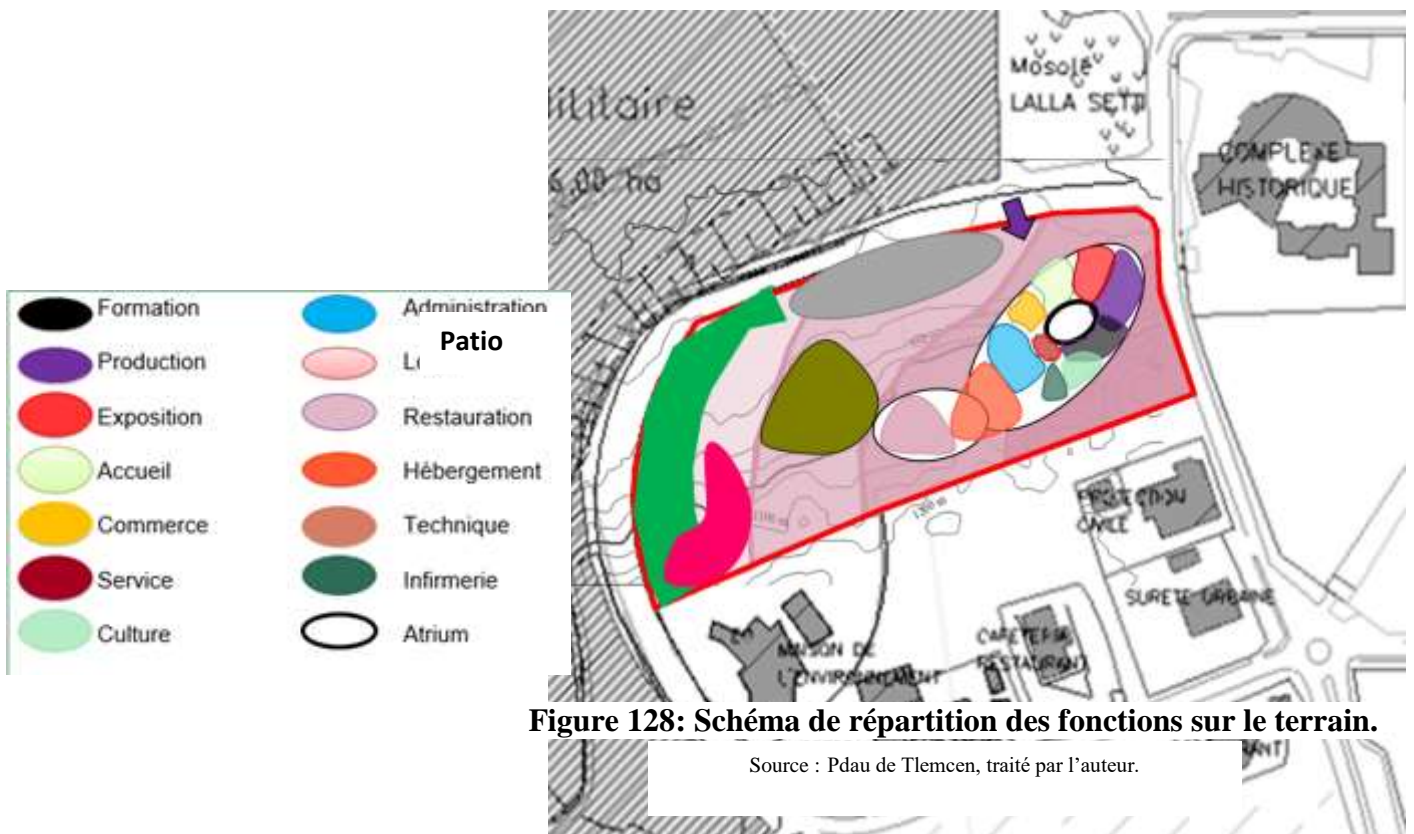 Mosolé
LALLA SETTI
ilitaire
6,00 ha
COMPLEXE
HISTORIQUE
Formation
Administration
Patio
Production
Exposition
Restauration
Accueil
Hébergement
Commerce
Technique
Service
Infirmerie
Culture
Atrium
1200 m
PROTECTION
CIVILE
SURETE URBAINE
MAISON DE
L'ENVIRONNEMENT
CAFETERIA
RESTAURANT
Figure 128: Schéma de répartition des fonctions sur le terrain.
RANT
Source : Pdau de Tlemcen, traité par l’auteur.